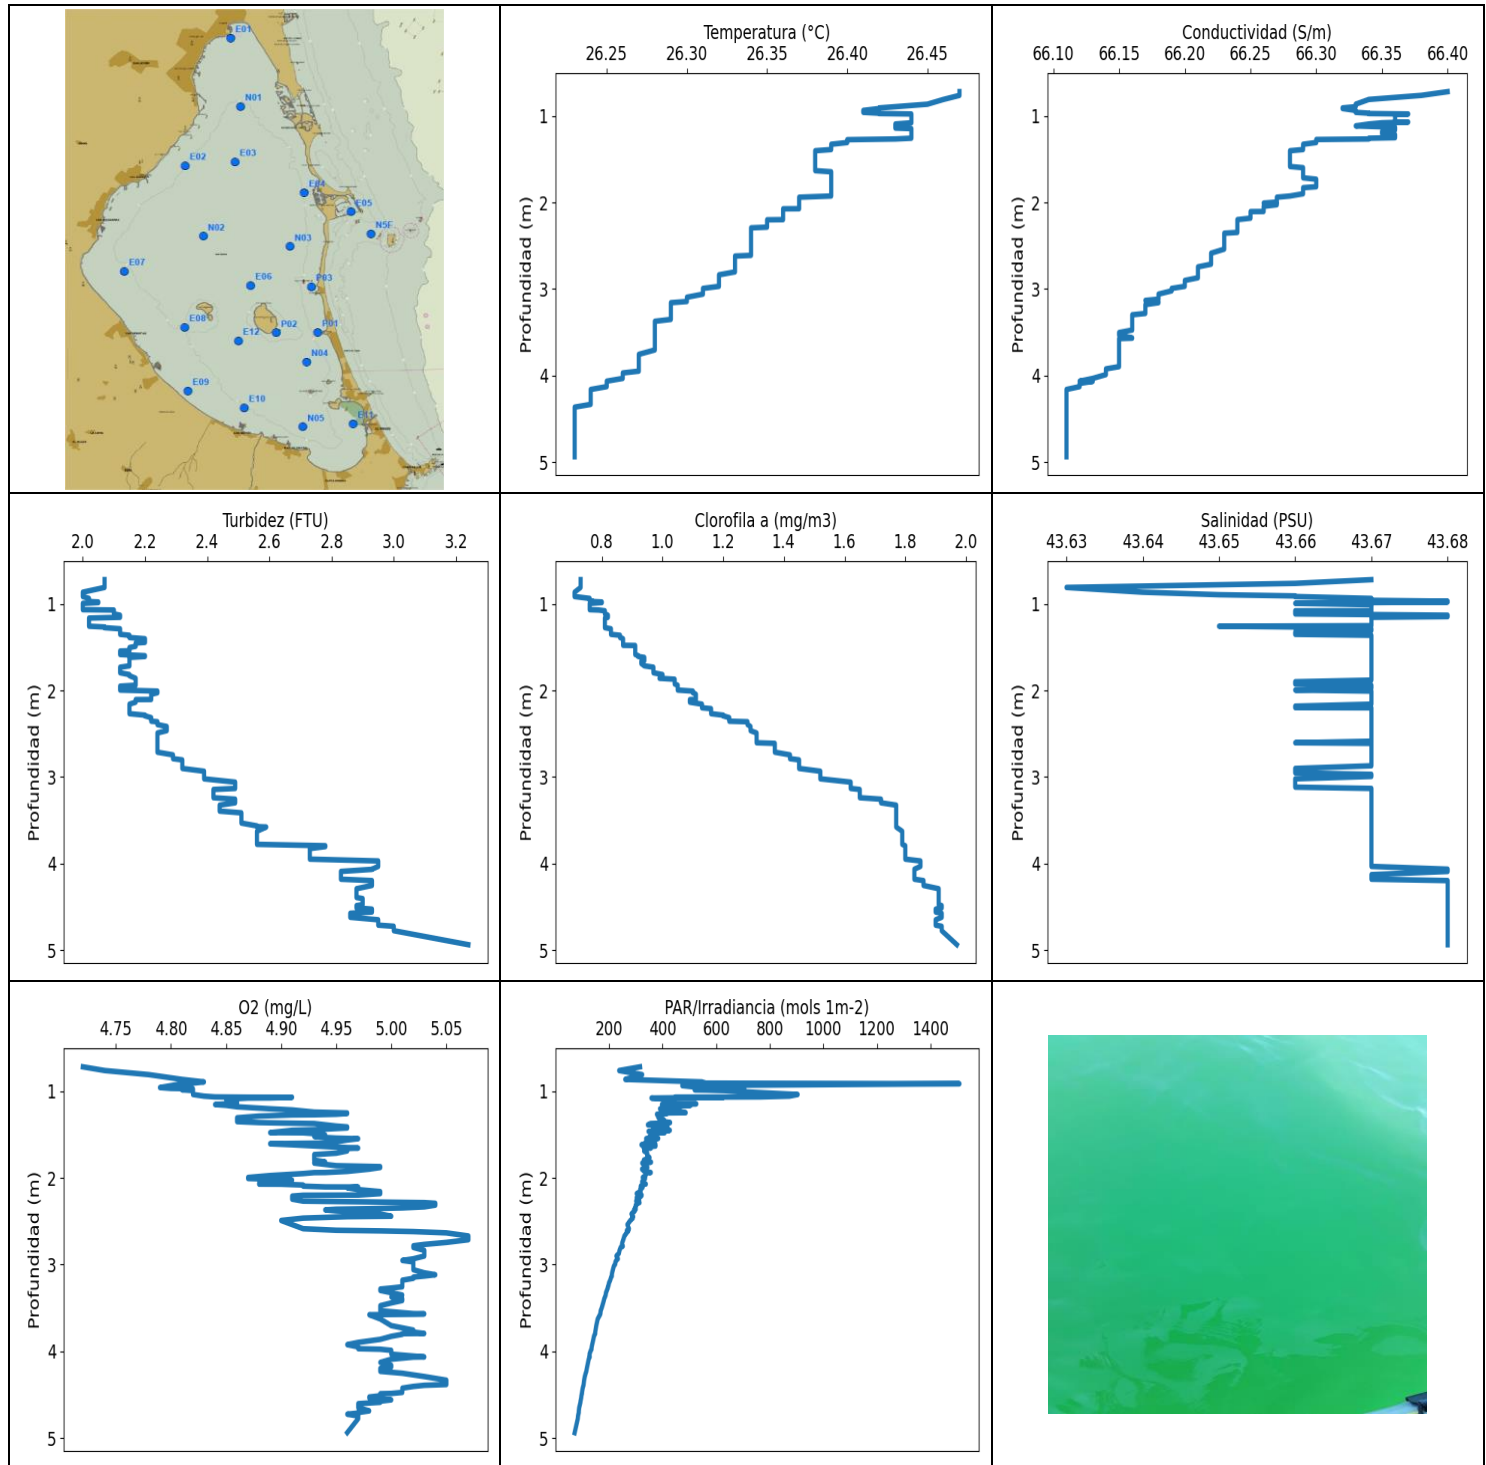 E01
N01
E02
E03
E04
E05
N5F
N02
N03
E07
E06
P03
E08
P02
P01
E12
N04
E09
E10
N05
E11
Temperatura (°C)
26.25 26.30 26.35 26.40 26.45
Profundidad (m)
1
2
3
4
5
Conductividad (S/m)
66.10 66.15 66.20 66.25 66.30 66.35 66.40
Profundidad (m)
1
2
3
4
5
Turbidez (FTU)
2.0 2.2 2.4 2.6 2.8 3.0 3.2
Profundidad (m)
1
2
3
4
5
Clorofila a (mg/m3)
0.8 1.0 1.2 1.4 1.6 1.8 2.0
Profundidad (m)
1
2
3
4
5
Salinidad (PSU)
43.63 43.64 43.65 43.66 43.67 43.68
Profundidad (m)
1
2
3
4
5
O2 (mg/L)
4.75 4.80 4.85 4.90 4.95 5.00 5.05
Profundidad (m)
1
2
3
4
5
PAR/Irradiancia (mols 1m-2)
200 400 600 800 1000 1200 1400
Profundidad (m)
1
2
3
4
5